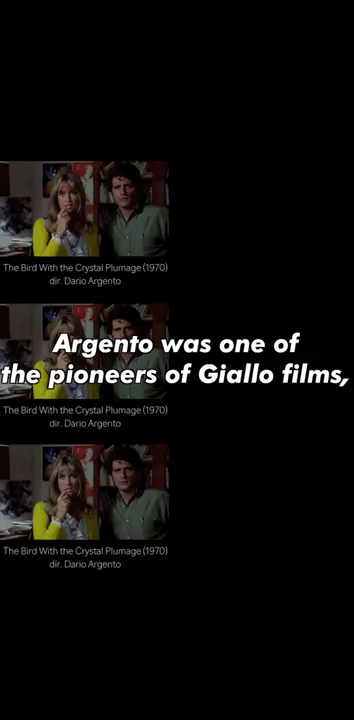 The Bird With the Crystal Plumage (1970)
dir. Dario Argento
Argento was one of
the pioneers of Giallo films,
The Bird With the Crystal Plumage (1970)
dir. Dario Argento
The Bird With the Crystal Plumage (1970)
dir. Dario Argento